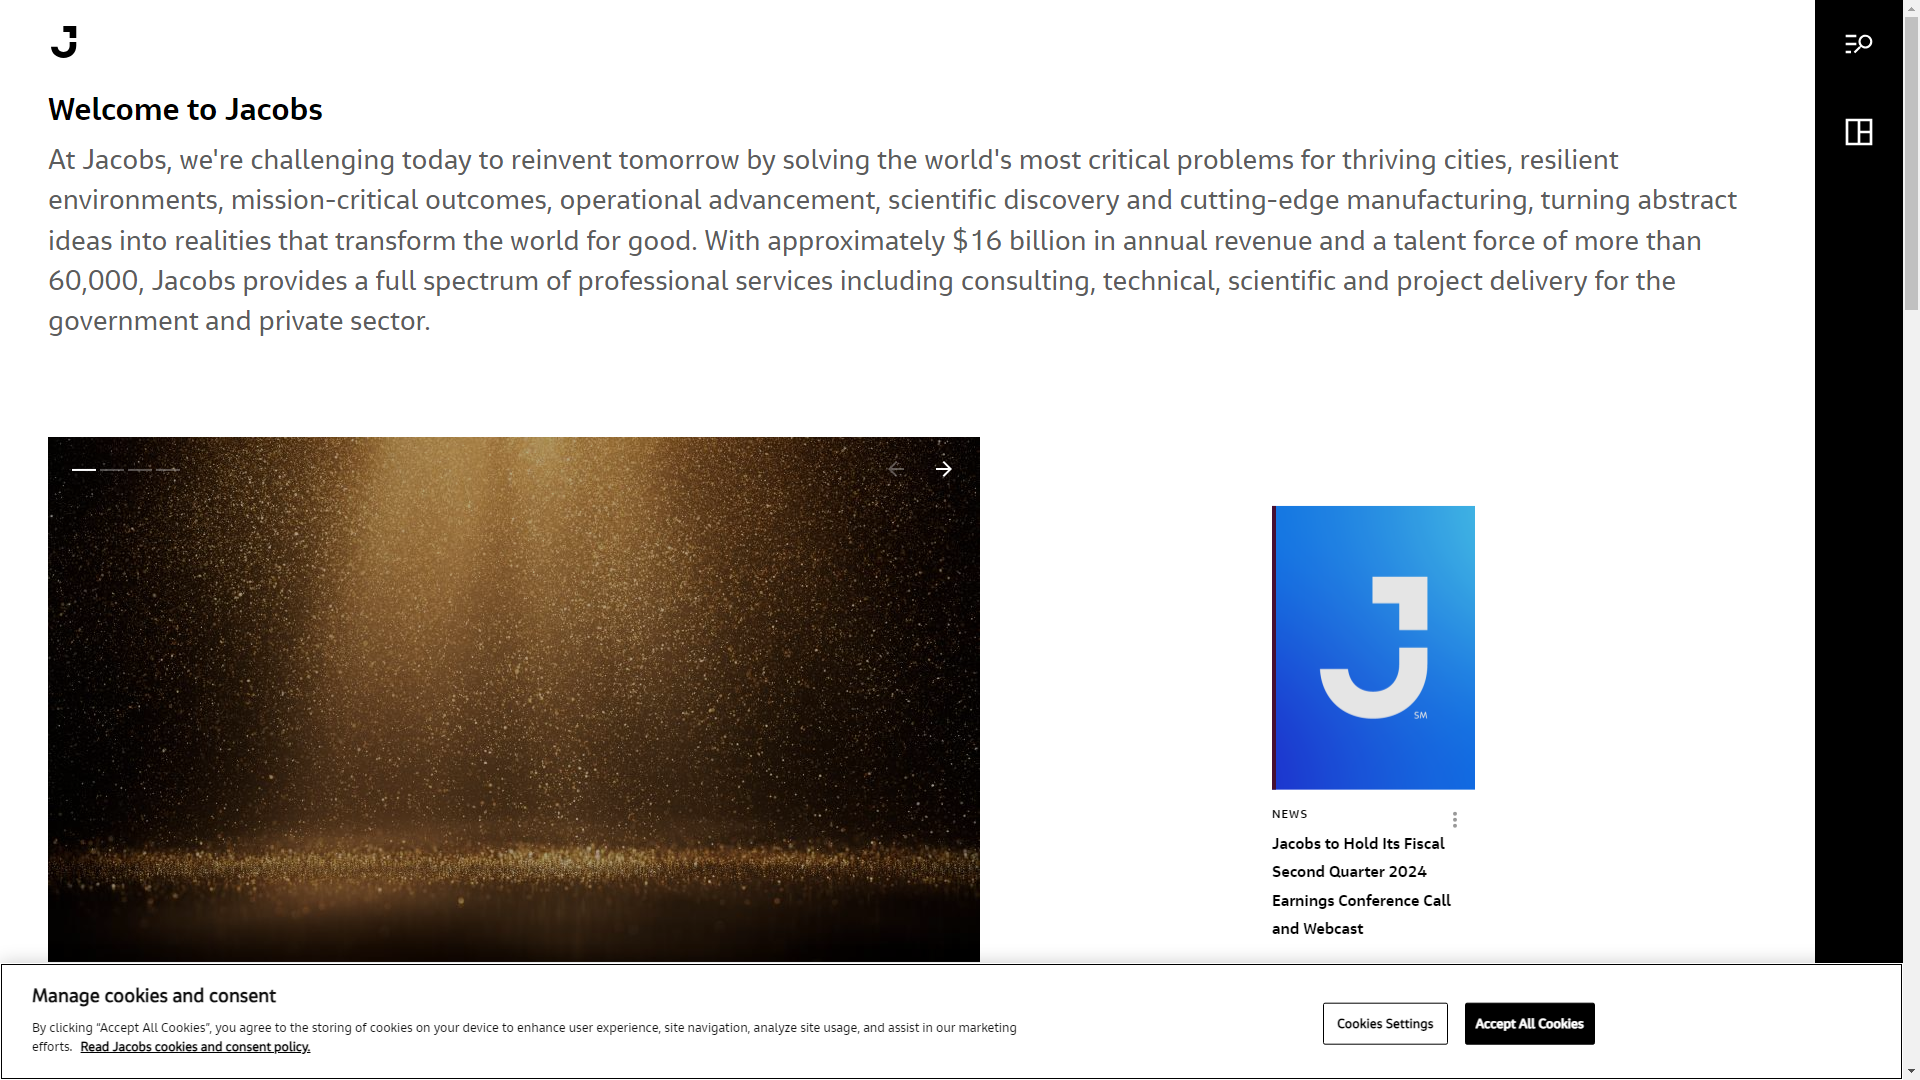 Welcome to Jacobs
At Jacobs, we're challenging today to reinvent tomorrow by solving the world's most critical problems for thriving cities, resilient
environments, mission-critical outcomes, operational advancement, scientific discovery and cutting-edge manufacturing, turning abstract
ideas into realities that transform the world for good. With approximately $16 billion in annual revenue and a talent force of more than
60,000, Jacobs provides a full spectrum of professional services including consulting, technical, scientific and project delivery for the
government and private sector.
J
SM
NEWS
Jacobs to Hold Its Fiscal
Second Quarter 2024
Earnings Conference Call
and Webcast
Manage cookies and consent
By clicking “Accept All Cookies”, you agree to the storing of cookies on your device to enhance user experience, site navigation, analyze site usage, and assist in our marketing
efforts. Read Jacobs cookies and consent policy.
Cookies Settings
Accept All Cookies